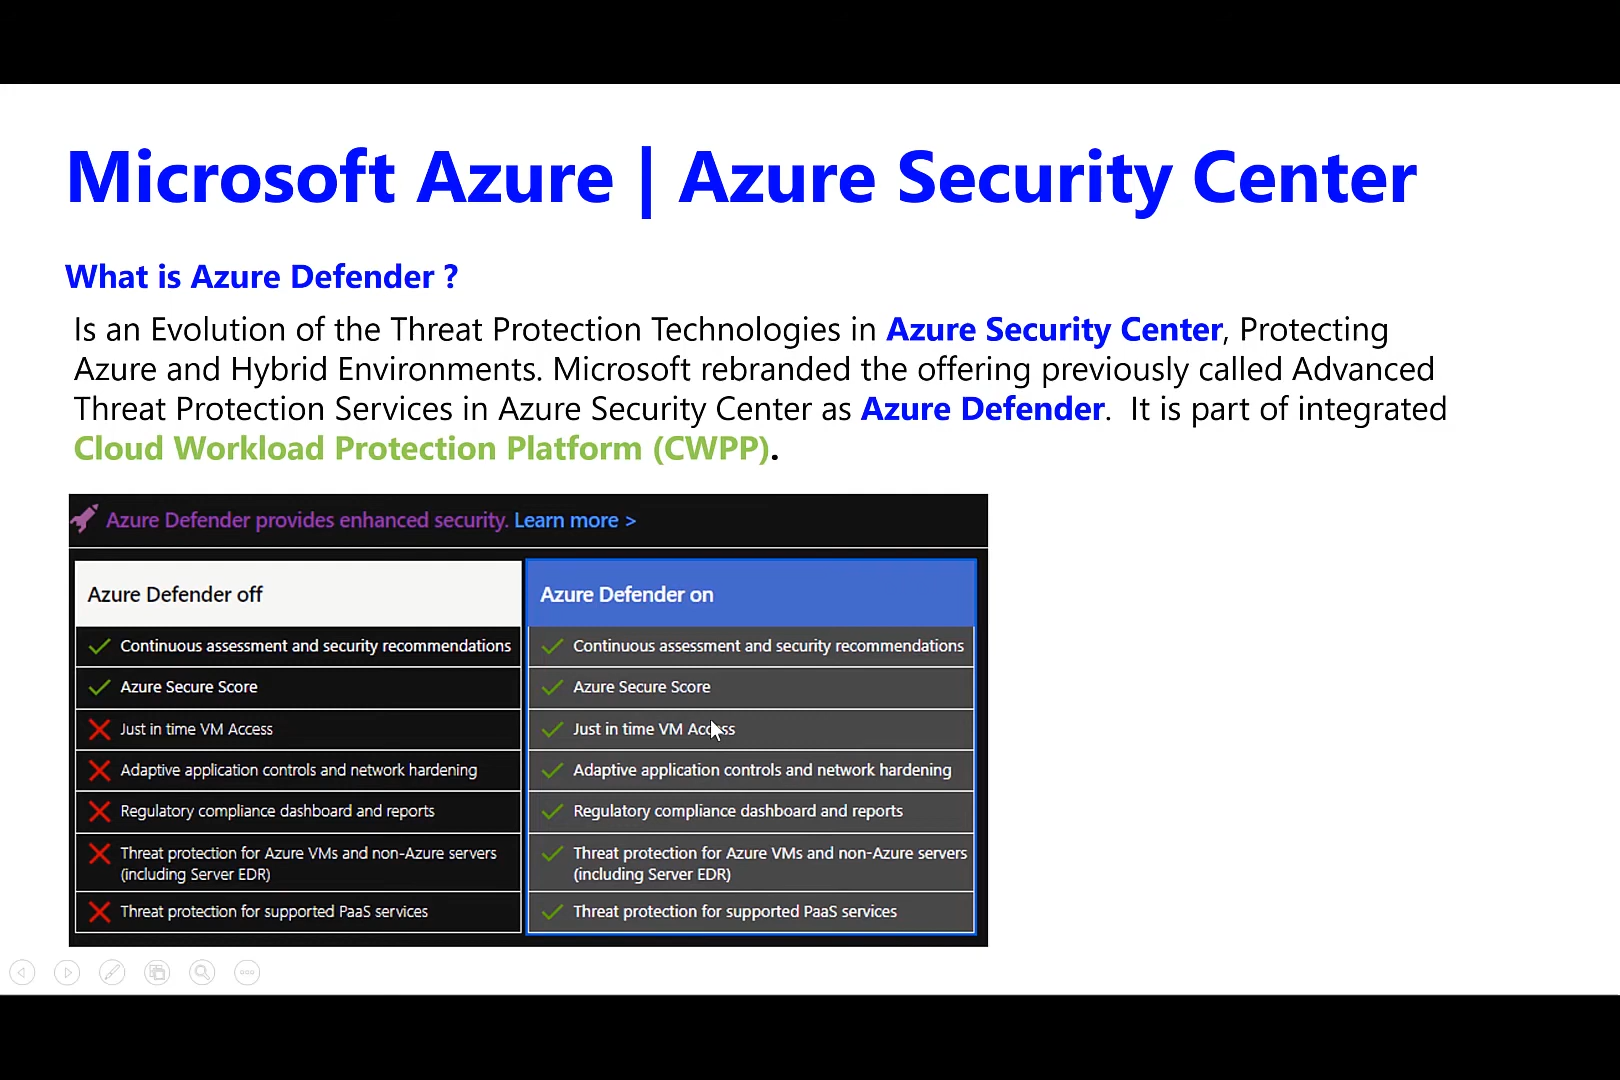 Microsoft Azure | Azure Security Center
What is Azure Defender ?
Is an Evolution of the Threat Protection Technologies in Azure Security Center, Protecting
Azure and Hybrid Environments. Microsoft rebranded the offering previously called Advanced
Threat Protection Services in Azure Security Center as Azure Defender.  It is part of integrated
Cloud Workload Protection Platform (CWPP).
Azure Defender provides enhanced security. Learn more >
Azure Defender off
Continuous assessment and security recommendations
Azure Secure Score
Just in time VM Access
Adaptive application controls and network hardening
Regulatory compliance dashboard and reports
Threat protection for Azure VMs and non-Azure servers
(including Server EDR)
Threat protection for supported PaaS services
Azure Defender on
Continuous assessment and security recommendations
Azure Secure Score
Just in time VM Access
Adaptive application controls and network hardening
Regulatory compliance dashboard and reports
Threat protection for Azure VMs and non-Azure servers
(including Server EDR)
Threat protection for supported PaaS services